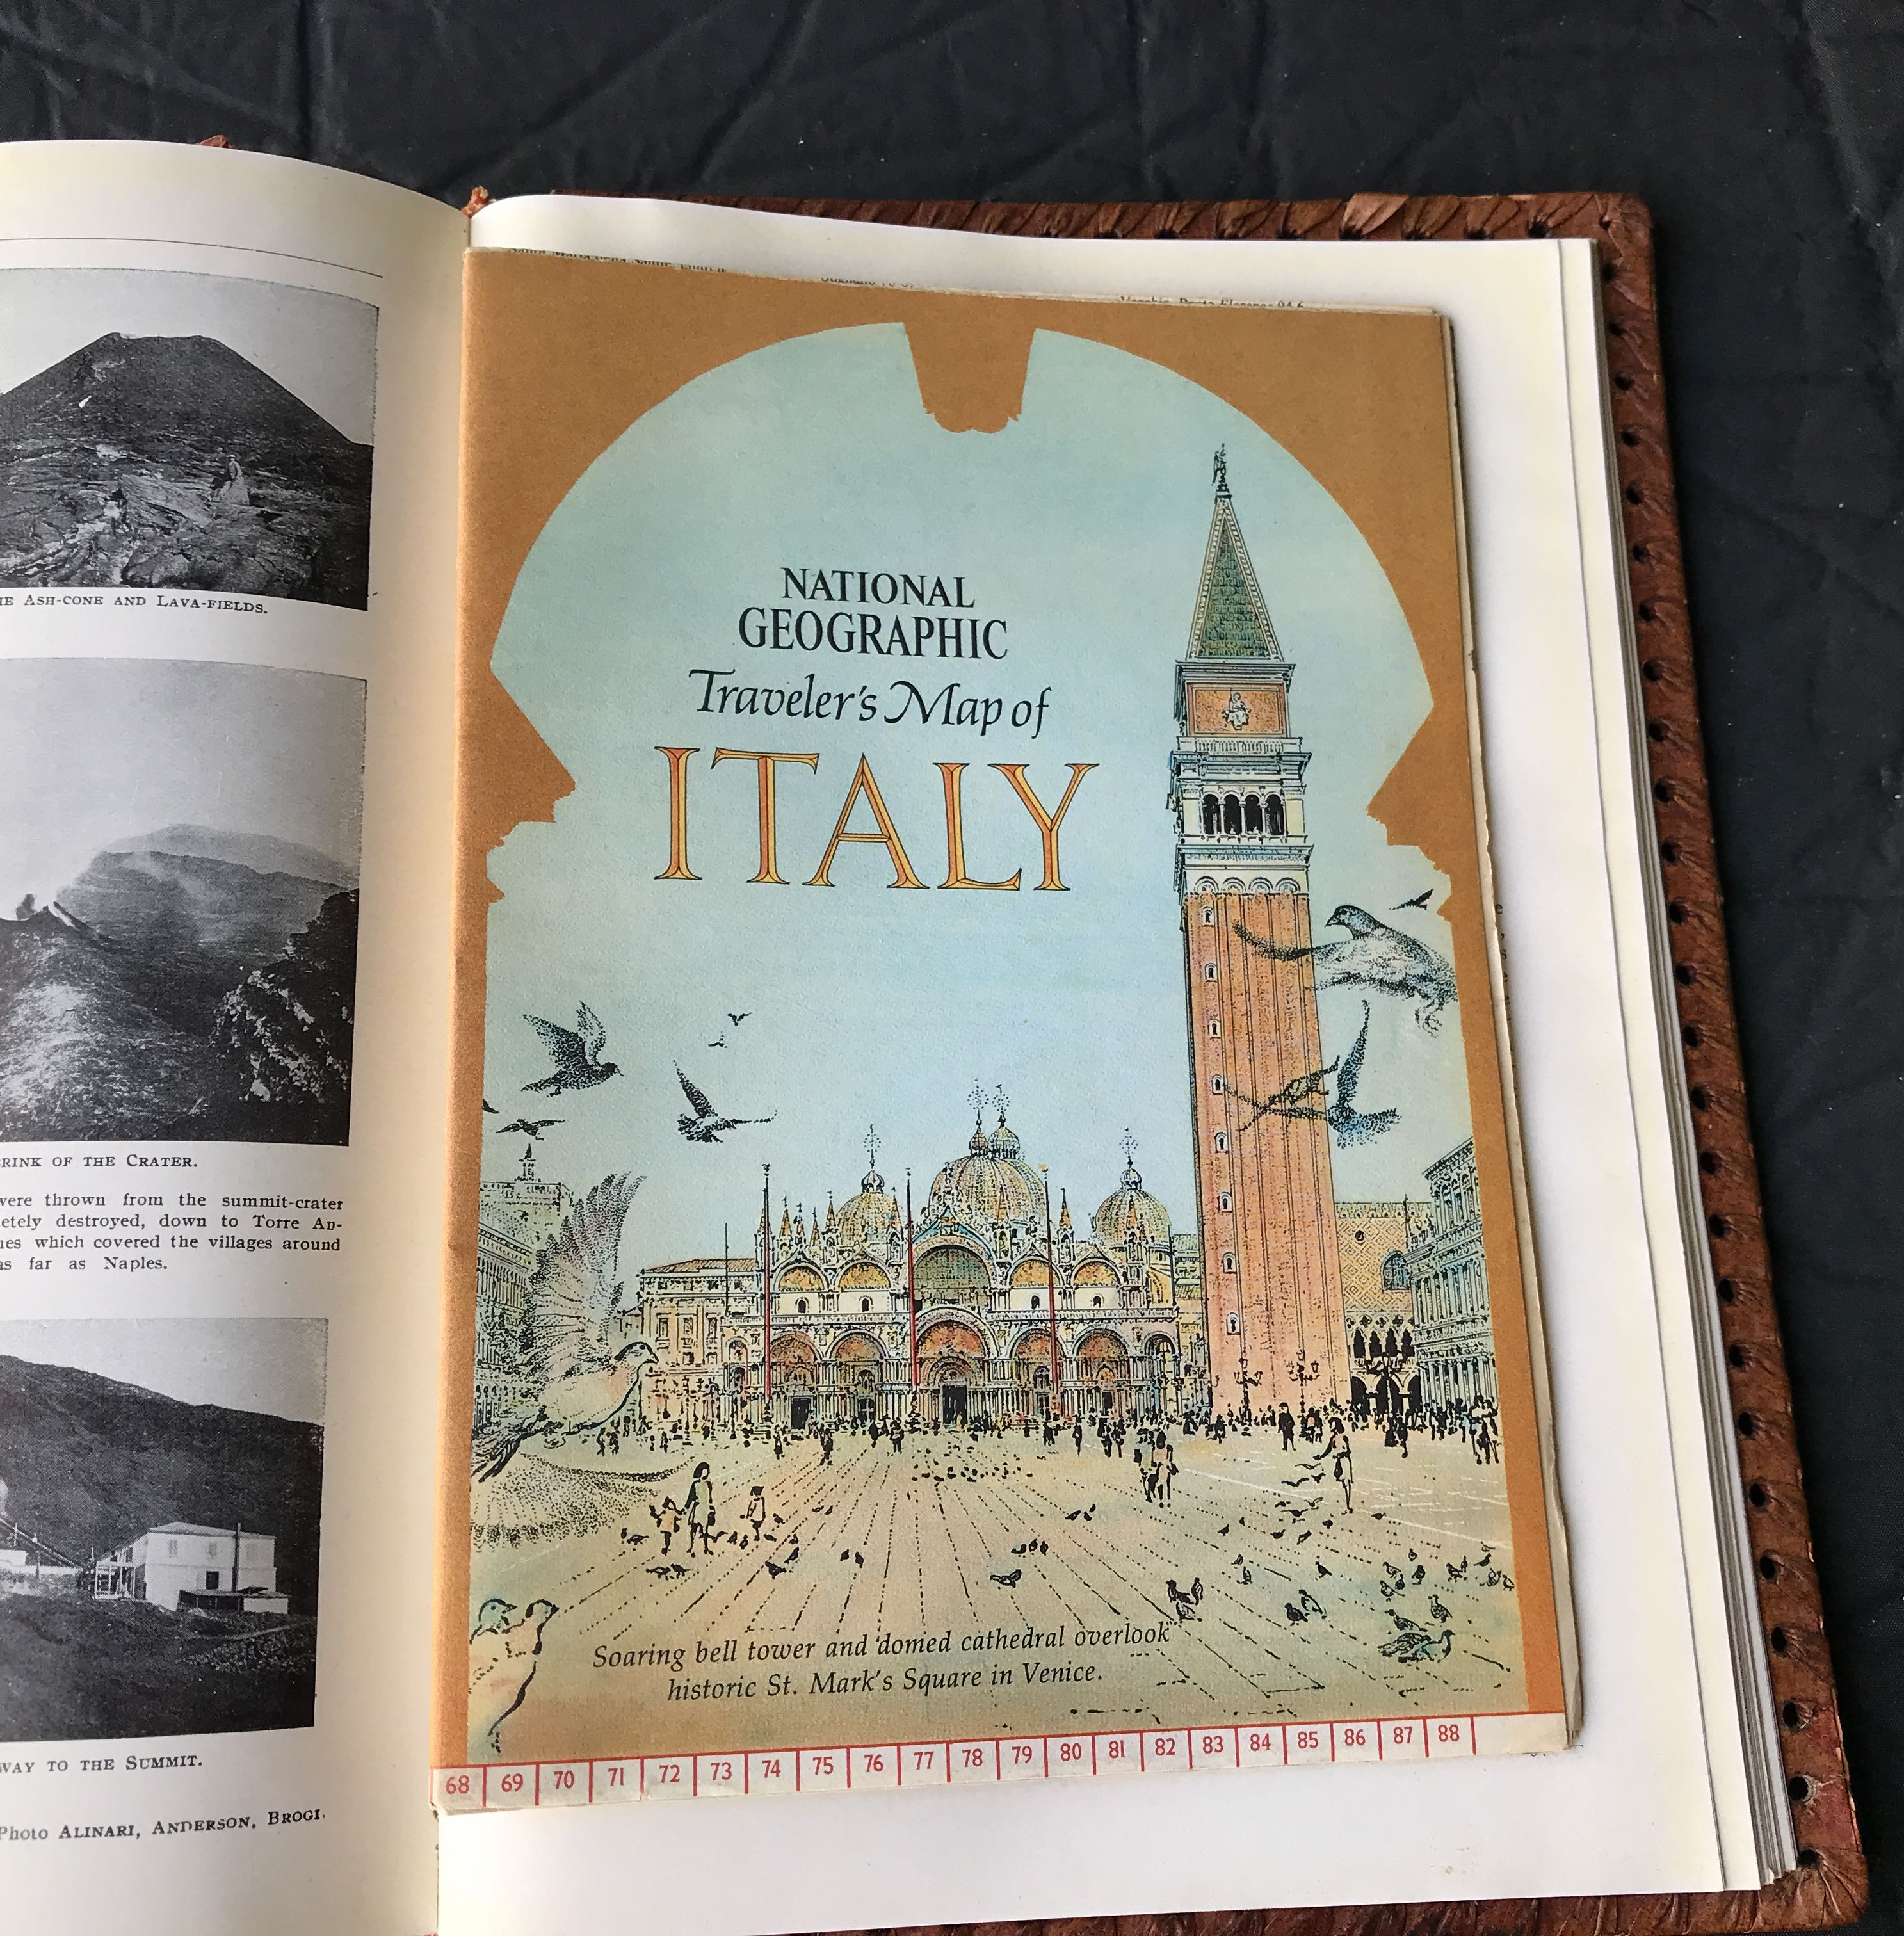 HE ASH-CONE AND LAVA-FIELDS.
RINK OF THE CRATER.
were thrown from the summit-crater
etely destroyed, down to Torre An-
hes which covered the villages around
as far as Naples.
WAY TO THE SUMMIT.
Photo ALINARI, ANDERSON, BROGI.
NATIONAL
GEOGRAPHIC
Traveler's Map of
ITALY
Soaring bell tower and domed cathedral overlook
historic St. Mark's Square in Venice.
68 69 70 71 72 73 74 75 76 77 78 79 80 81 82 83 84 85 86 87 88